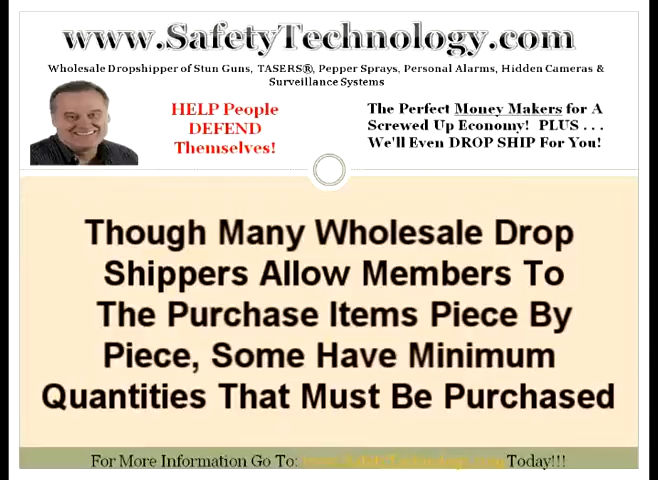 www.SafetyTechnology.com
Wholesale Dropshipper of Stun Guns, TASERS®, Pepper Sprays, Personal Alarms, Hidden Cameras &
Surveillance Systems
HELP People
DEFEND
Themselves!
The Perfect Money Makers for A
Screwed Up Economy! PLUS . . .
We'll Even DROP SHIP For You!
Though Many Wholesale Drop
Shippers Allow Members To
The Purchase Items Piece By
Piece, Some Have Minimum
Quantities That Must Be Purchased
For More Information Go To: www.SafetyTechnology.com Today!!!